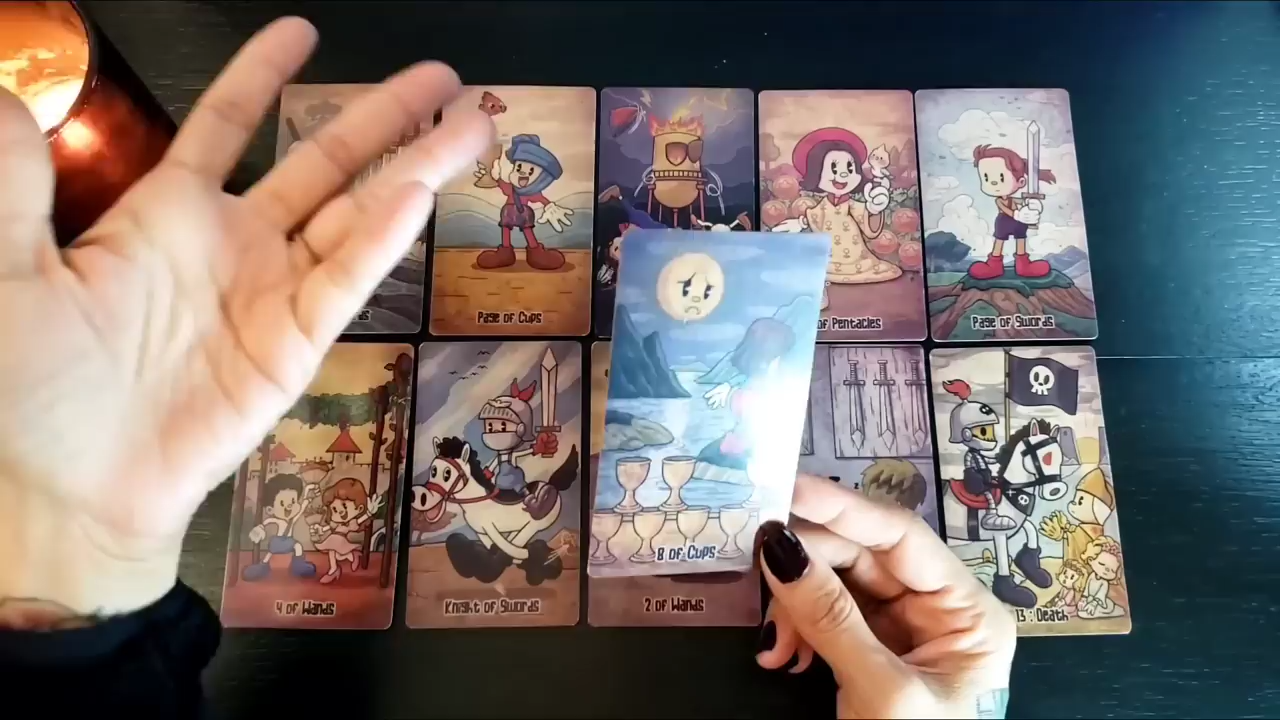 Page of Cups
of Pentacles
Page of Swords
4 of Wands
Knight of Swords
8 of Cups
2 of Wands
13 : Death